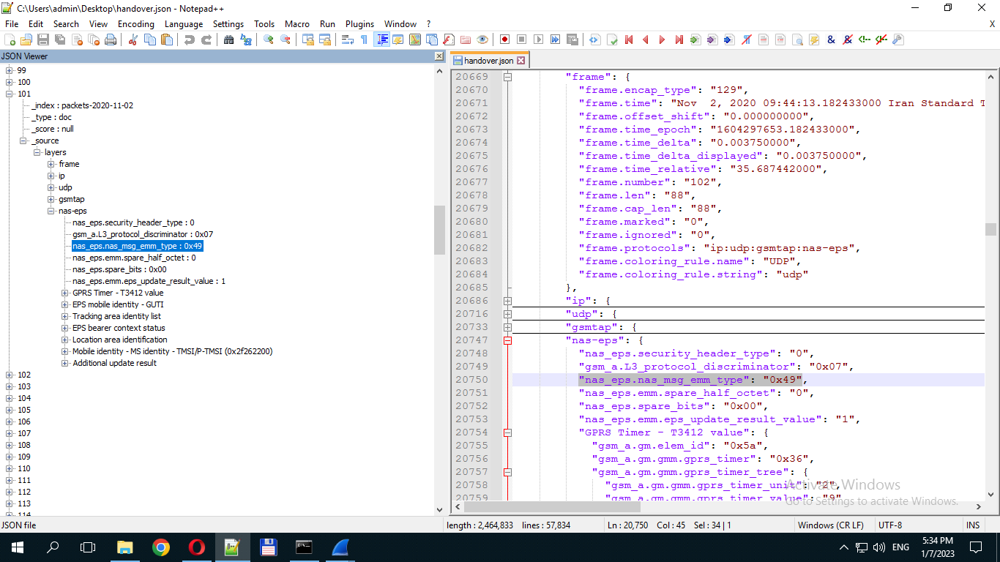 C:\Users\admin\Desktop\handover.json - Notepad++
File Edit Search View Encoding Language Settings Tools Macro Run Plugins Window ? X
JSON Viewer
99
100
101
_index : packets-2020-11-02
_type : doc
_score : null
_source
layers
frame
ip
udp
gsmtap
nas-eps
nas_eps.security_header_type : 0
gsm_a.L3_protocol_discriminator : 0x07
nas_eps.nas_msg_emm_type : 0x49
nas_eps.emm.spare_half_octet : 0
nas_eps.spare_bits : 0x00
nas_eps.emm.eps_update_result_value : 1
GPRS Timer - T3412 value
EPS mobile identity - GUTI
Tracking area identity list
EPS bearer context status
Location area identification
Mobile identity - MS identity - TMSI/P-TMSI (0x2f262200)
Additional update result
102
103
104
105
106
107
108
109
110
111
112
113
114
handover.json
20669 "frame": {
20670 "frame.encap_type": "129",
20671 "frame.time": "Nov  2, 2020 09:44:13.182433000 Iran Standard T
20672 "frame.offset_shift": "0.000000000",
20673 "frame.time_epoch": "1604297653.182433000",
20674 "frame.time_delta": "0.003750000",
20675 "frame.time_delta_displayed": "0.003750000",
20676 "frame.time_relative": "35.687442000",
20677 "frame.number": "102",
20678 "frame.len": "88",
20679 "frame.cap_len": "88",
20680 "frame.marked": "0",
20681 "frame.ignored": "0",
20682 "frame.protocols": "ip:udp:gsmtap:nas-eps",
20683 "frame.coloring_rule.name": "UDP",
20684 "frame.coloring_rule.string": "udp"
20685 },
20686 "ip": {
20716 "udp": {
20733 "gsmtap": {
20747 "nas-eps": {
20748 "nas_eps.security_header_type": "0",
20749 "gsm_a.L3_protocol_discriminator": "0x07",
20750 "nas_eps.nas_msg_emm_type": "0x49",
20751 "nas_eps.emm.spare_half_octet": "0",
20752 "nas_eps.spare_bits": "0x00",
20753 "nas_eps.emm.eps_update_result_value": "1",
20754 "GPRS Timer - T3412 value": {
20755 "gsm_a.gm.elem_id": "0x5a",
20756 "gsm_a.gm.gmm.gprs_timer": "0x36",
20757 "gsm_a.gm.gmm.gprs_timer_tree": {
20758 "gsm_a.gm.gmm.gprs_timer_unit": "2",
20759 "gsm_a.gm.gmm.gprs_timer_value": "9"
Activate Windows
Go to Settings to activate Windows.
JSON file length : 2,464,833 lines : 57,834 Ln : 20,750 Col : 45 Sel : 34 | 1 Windows (CR LF) UTF-8 INS
ENG
5:34 PM
1/7/2023